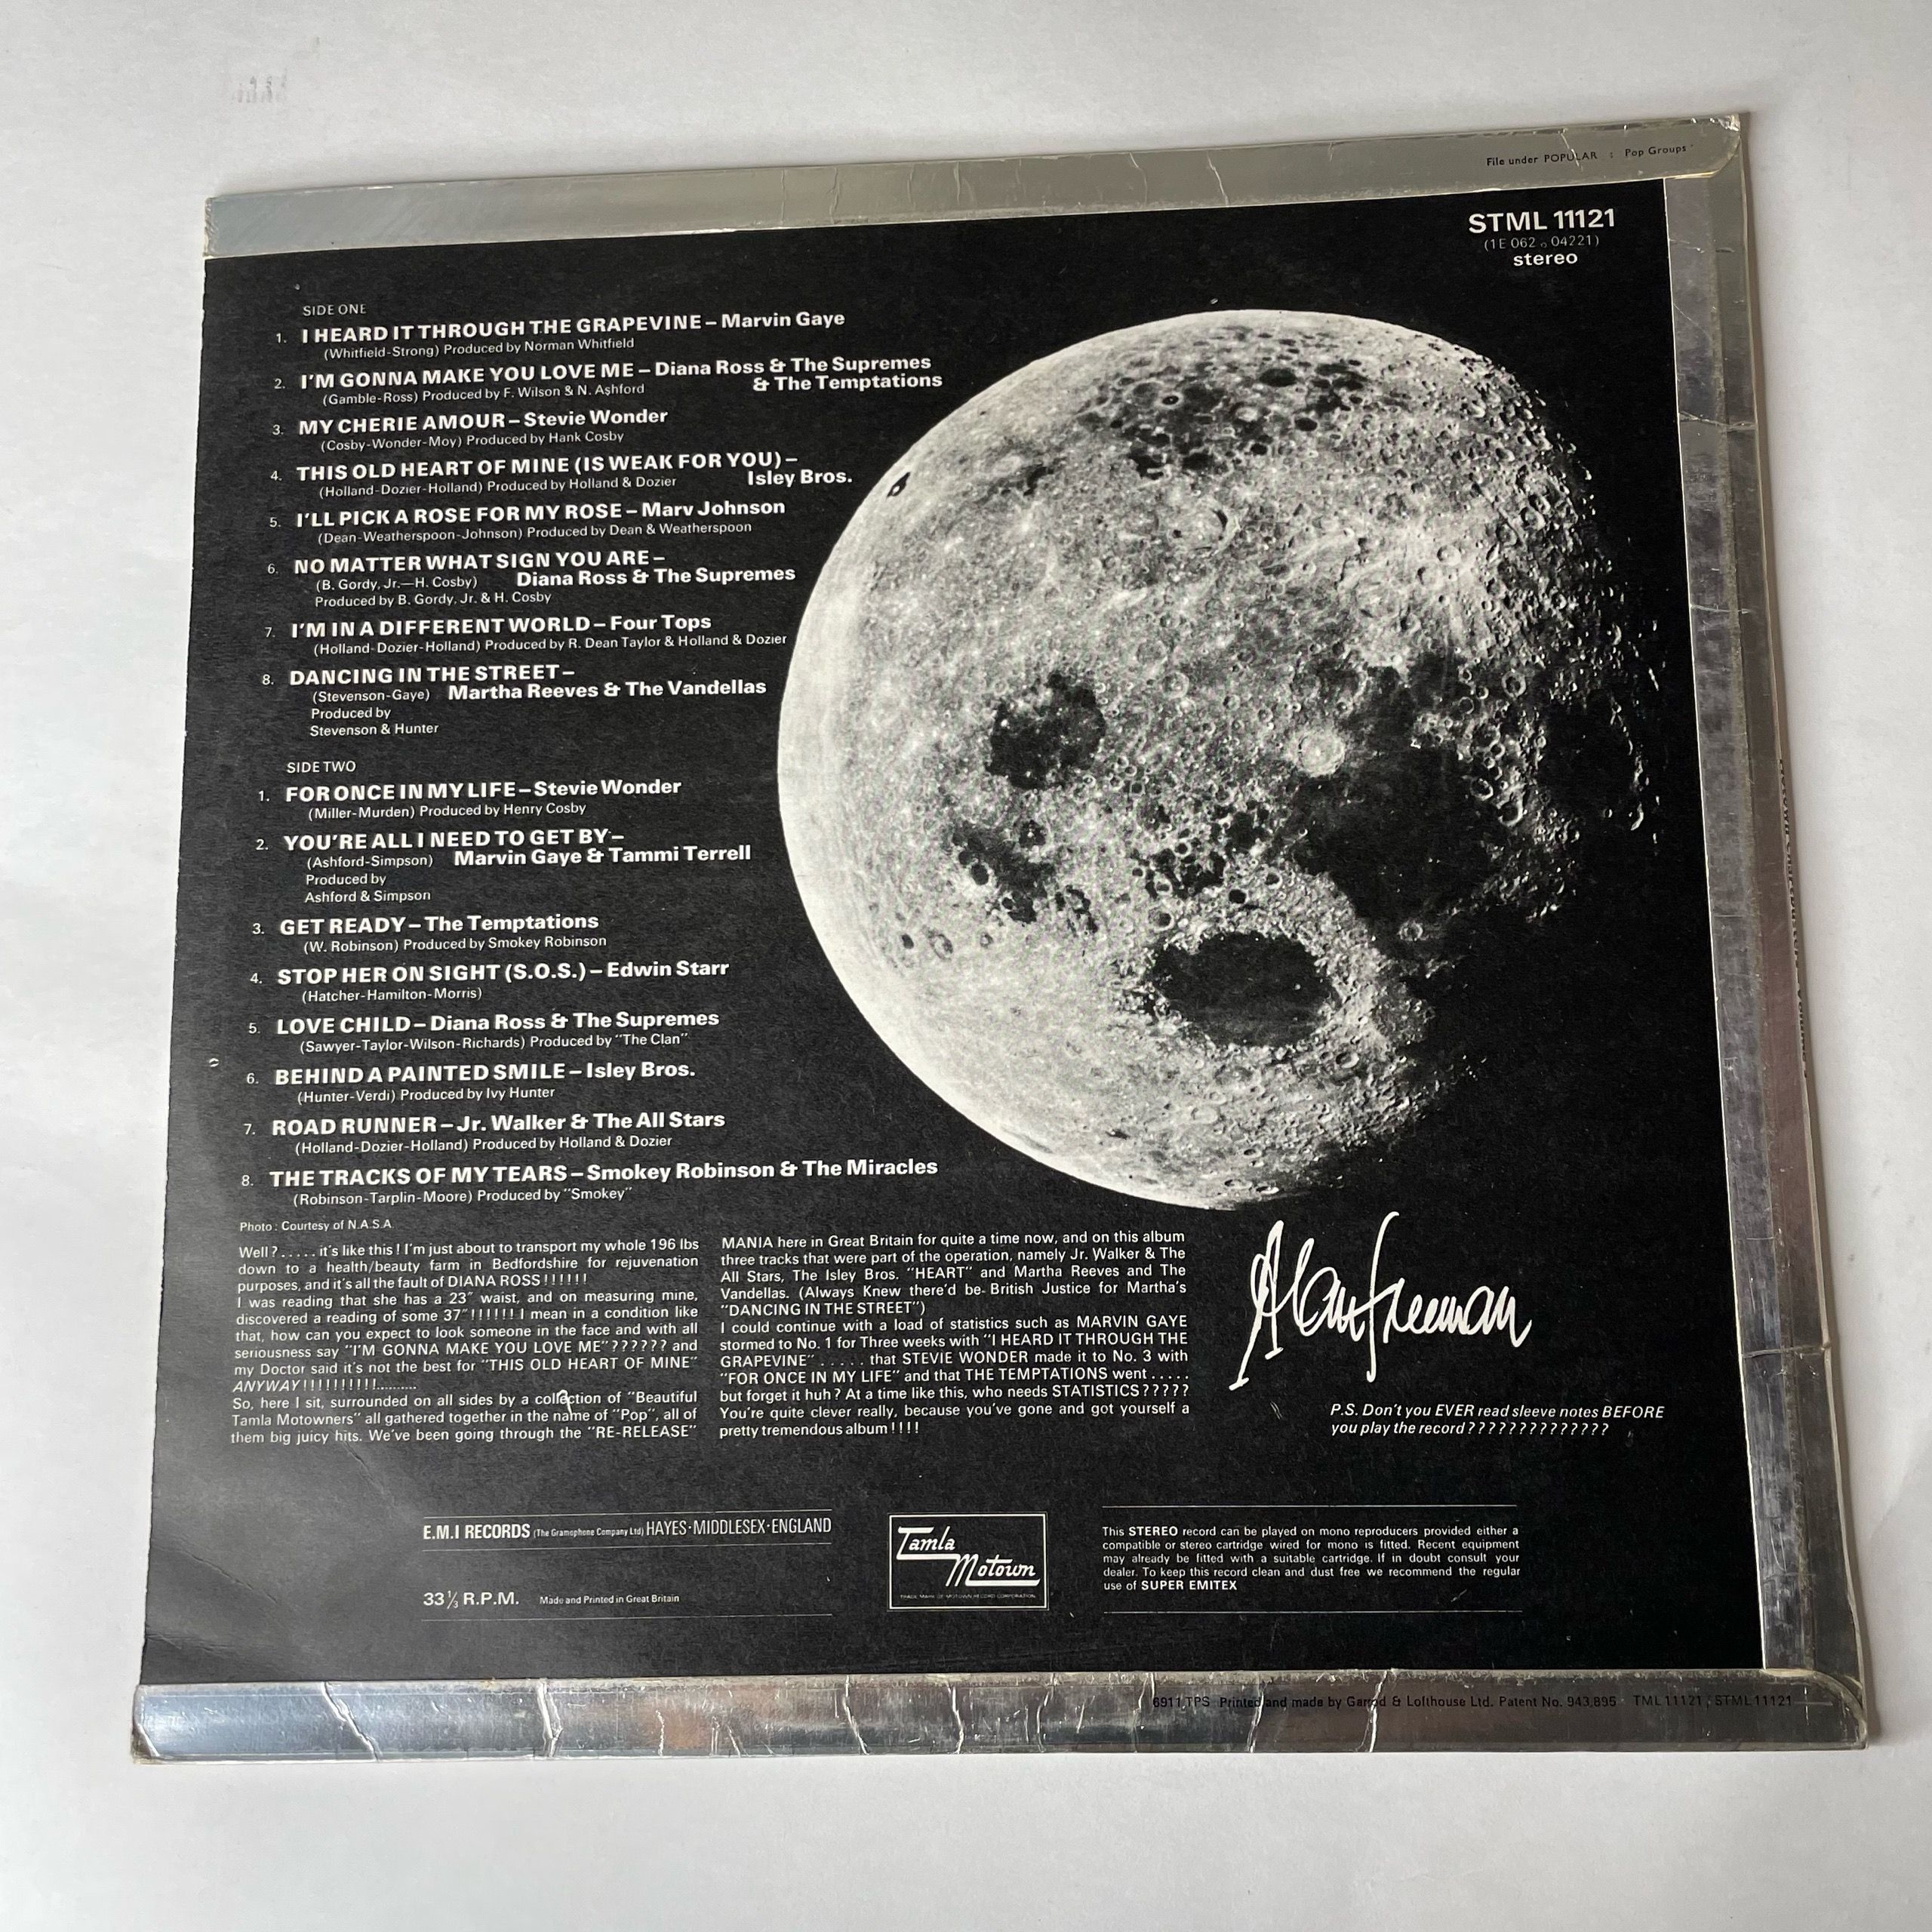 File under POPULAR : Pop Groups
STML 11121
(1E 062 o 04221)
stereo
SIDE ONE
1. I HEARD IT THROUGH THE GRAPEVINE – Marvin Gaye
(Whitfield-Strong) Produced by Norman Whitfield
2. I'M GONNA MAKE YOU LOVE ME – Diana Ross & The Supremes
& The Temptations
(Gamble-Ross) Produced by F. Wilson & N. Ashford
3. MY CHERIE AMOUR – Stevie Wonder
(Cosby-Wonder-Moy) Produced by Hank Cosby
4. THIS OLD HEART OF MINE (IS WEAK FOR YOU) –
Isley Bros.
(Holland-Dozier-Holland) Produced by Holland & Dozier
5. I'LL PICK A ROSE FOR MY ROSE – Marv Johnson
(Dean-Weatherspoon-Johnson) Produced by Dean & Weatherspoon
6. NO MATTER WHAT SIGN YOU ARE –
(B. Gordy, Jr.—H. Cosby) Diana Ross & The Supremes
Produced by B. Gordy, Jr. & H. Cosby
7. I'M IN A DIFFERENT WORLD – Four Tops
(Holland-Dozier-Holland) Produced by R. Dean Taylor & Holland & Dozier
8. DANCING IN THE STREET –
(Stevenson-Gaye) Martha Reeves & The Vandellas
Produced by
Stevenson & Hunter
SIDE TWO
1. FOR ONCE IN MY LIFE – Stevie Wonder
(Miller-Murden) Produced by Henry Cosby
2. YOU'RE ALL I NEED TO GET BY –
(Ashford-Simpson) Marvin Gaye & Tammi Terrell
Produced by
Ashford & Simpson
3. GET READY – The Temptations
(W. Robinson) Produced by Smokey Robinson
4. STOP HER ON SIGHT (S.O.S.) – Edwin Starr
(Hatcher-Hamilton-Morris)
5. LOVE CHILD – Diana Ross & The Supremes
(Sawyer-Taylor-Wilson-Richards) Produced by "The Clan"
6. BEHIND A PAINTED SMILE – Isley Bros.
(Hunter-Verdi) Produced by Ivy Hunter
7. ROAD RUNNER – Jr. Walker & The All Stars
(Holland-Dozier-Holland) Produced by Holland & Dozier
8. THE TRACKS OF MY TEARS – Smokey Robinson & The Miracles
(Robinson-Tarplin-Moore) Produced by "Smokey"
Photo : Courtesy of N.A.S.A.
Well ? . . . . . it's like this ! I'm just about to transport my whole 196 lbs
down to a health/beauty farm in Bedfordshire for rejuvenation
purposes, and it's all the fault of DIANA ROSS ! ! ! ! ! !
I was reading that she has a 23" waist, and on measuring mine,
discovered a reading of some 37" ! ! ! ! ! ! I mean in a condition like
that, how can you expect to look someone in the face and with all
seriousness say "I'M GONNA MAKE YOU LOVE ME" ? ? ? ? ? ? and
my Doctor said it's not the best for "THIS OLD HEART OF MINE"
ANYWAY ! ! ! ! ! ! ! ! ! !..........
So, here I sit, surrounded on all sides by a collection of "Beautiful
Tamla Motowners" all gathered together in the name of "Pop", all of
them big juicy hits. We've been going through the "RE-RELEASE"
MANIA here in Great Britain for quite a time now, and on this album
three tracks that were part of the operation, namely Jr. Walker & The
All Stars, The Isley Bros. "HEART" and Martha Reeves and The
Vandellas. (Always Knew there'd be British Justice for Martha's
"DANCING IN THE STREET")
I could continue with a load of statistics such as MARVIN GAYE
stormed to No. 1 for Three weeks with "I HEARD IT THROUGH THE
GRAPEVINE" . . . . . that STEVIE WONDER made it to No. 3 with
"FOR ONCE IN MY LIFE" and that THE TEMPTATIONS went . . . . .
but forget it huh ? At a time like this, who needs STATISTICS ? ? ? ? ?
You're quite clever really, because you've gone and got yourself a
pretty tremendous album ! ! ! !
Alan Freeman
P.S. Don't you EVER read sleeve notes BEFORE
you play the record ? ? ? ? ? ? ? ? ? ? ? ? ? ?
E.M.I RECORDS (The Gramophone Company Ltd) HAYES · MIDDLESEX · ENGLAND
33⅓ R.P.M. Made and Printed in Great Britain
Tamla
Motown
TRADE MARK OF MOTOWN RECORD CORPORATION
This STEREO record can be played on mono reproducers provided either a
compatible or stereo cartridge wired for mono is fitted. Recent equipment
may already be fitted with a suitable cartridge. If in doubt consult your
dealer. To keep this record clean and dust free we recommend the regular
use of SUPER EMITEX
6911 TPS Printed and made by Garrod & Lofthouse Ltd. Patent No. 943,895 TML 11121 ; STML 11121